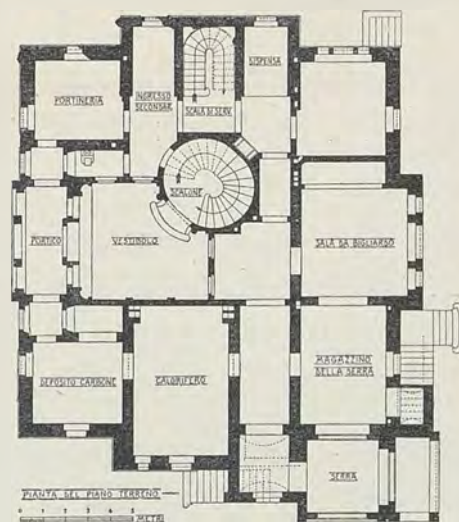 PORTINERIA
INGRESSO
SECONDAR.
SCALA DI SERV.
DISPENSA
SCALONE
PORTICO
VESTIBOLO
SALA DA BIGLIARDO
DEPOSITO CARBONE
CALORIFERO
MAGAZZINO
DELLA SERRA
SERRA
PIANTA DEL PIANO TERRENO
0 1 2 3 4 5
METRI